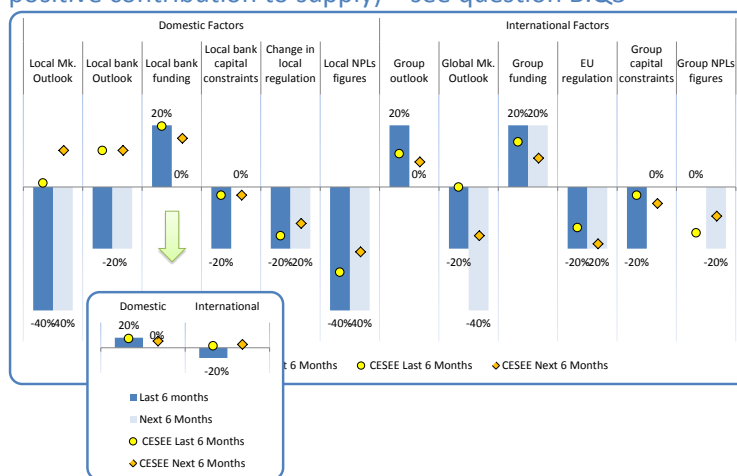 positive contribution to supply) – see question B.Q3
Domestic Factors International Factors
Local Mk. Outlook
Local bank Outlook
Local bank funding
Local bank capital constraints
Change in local regulation
Local NPLs figures
Group outlook
Global Mk. Outlook
Group funding
EU regulation
Group capital constraints
Group NPLs figures
20% 20% 20% 20%
0% 0% 0% 0% 0%
-20% -20% -20% -20% -20% -20% -20% -20% -20% -20%
-40% -40% -40% -40% -40%
t 6 Months CESEE Last 6 Months CESEE Next 6 Months
Domestic International
20% 0%
-20%
Last 6 months
Next 6 Months
CESEE Last 6 Months
CESEE Next 6 Months